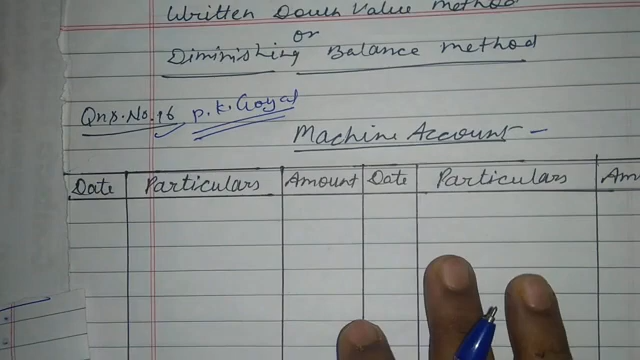 Written Down Value Method
or
Diminishing Balance Method
Qns. No. 16 P.K. Goyal
Machine Account -
Date Particulars Amount Date Particulars Am